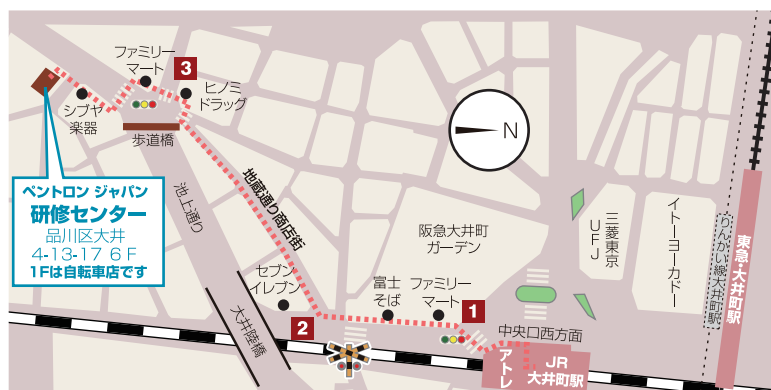 ファミリー
マート
3
ヒノミ
ドラッグ
シブヤ
楽器
歩道橋
ベントロン ジャパン
研修センター
品川区大井
4-13-17 6F
1Fは自転車店です
池上通り
地蔵通り商店街
N
阪急大井町
ガーデン
三菱東京
UFJ
イトーヨーカドー
りんかい線大井町駅
東急・大井町駅
セブン
イレブン
2
大井陸橋
富士
そば
ファミリー
マート
1
中央口西方面
アトレ
JR
大井町駅